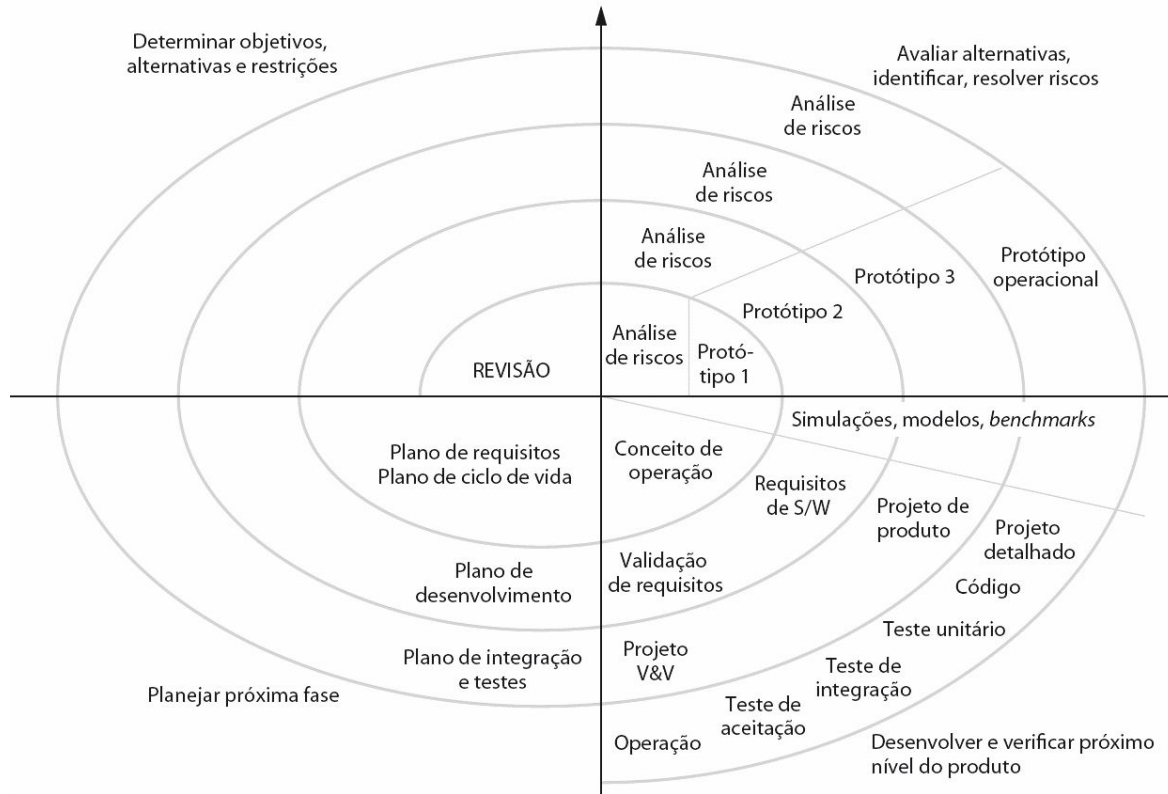 Determinar objetivos,
alternativas e restrições
Avaliar alternativas,
identificar, resolver riscos
Análise
de riscos
Análise
de riscos
Análise
de riscos
Protótipo
operacional
Protótipo 3
Protótipo 2
Análise
de riscos
Protó-
tipo 1
REVISÃO
Simulações, modelos, benchmarks
Plano de requisitos
Plano de ciclo de vida
Conceito de
operação
Requisitos
de S/W
Projeto de
produto
Projeto
detalhado
Plano de
desenvolvimento
Validação
de requisitos
Código
Teste unitário
Plano de integração
e testes
Projeto
V&V
Teste de
integração
Planejar próxima fase
Teste de
aceitação
Operação
Desenvolver e verificar próximo
nível do produto